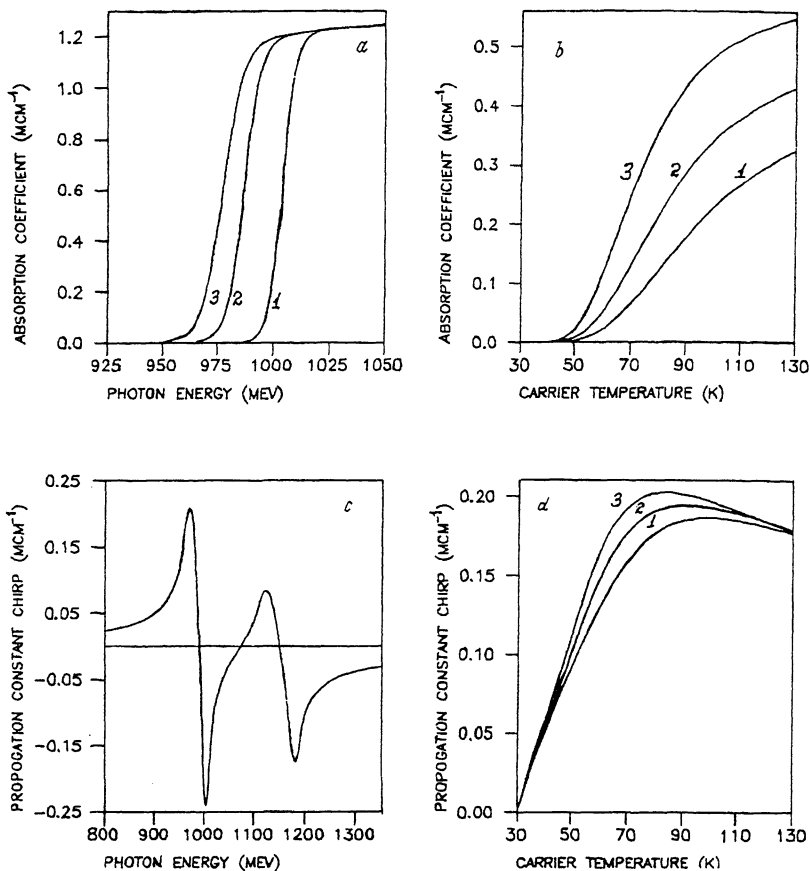 1.2
1.0
0.8
0.6
0.4
0.2
0.0
ABSORPTION COEFFICIENT (MCM⁻¹)
a
3 2 1
925 950 975 1000 1025 1050
PHOTON ENERGY (MEV)
0.5
0.4
0.3
0.2
0.1
0.0
ABSORPTION COEFFICIENT (MCM⁻¹)
b
3 2 1
30 50 70 90 110 130
CARRIER TEMPERATURE (K)
0.25
0.15
0.05
-0.05
-0.15
-0.25
PROPOGATION CONSTANT CHIRP (MCM⁻¹)
c
800 900 1000 1100 1200 1300
PHOTON ENERGY (MEV)
0.20
0.15
0.10
0.05
0.00
PROPOGATION CONSTANT CHIRP (MCM⁻¹)
d
3 2 1
30 50 70 90 110 130
CARRIER TEMPERATURE (K)